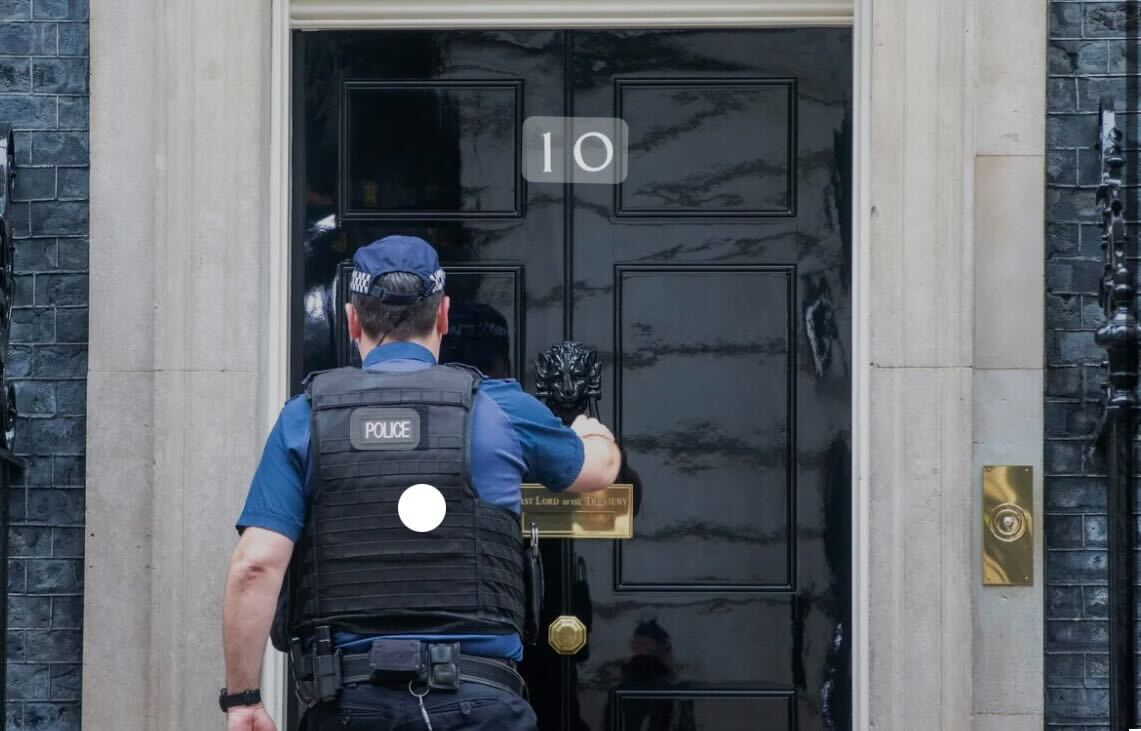 10
POLICE
LORD OF THE TREASURY